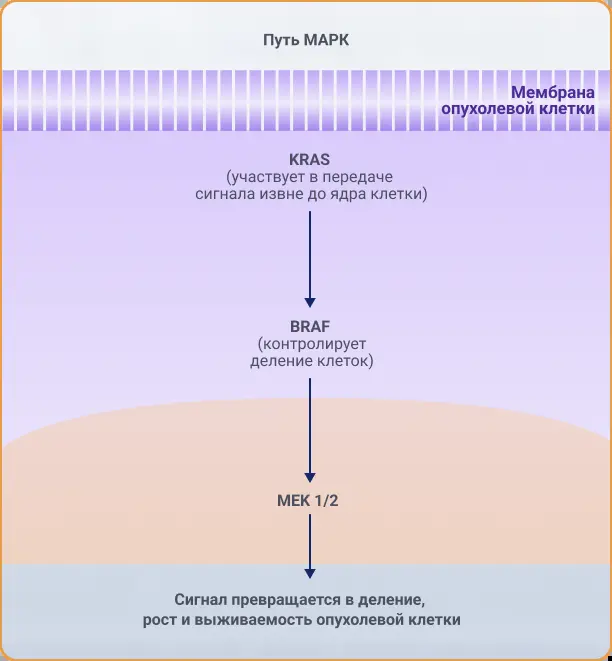 Путь МАРК
Мембрана
опухолевой клетки
KRAS
(участвует в передаче
сигнала извне до ядра клетки)
BRAF
(контролирует
деление клеток)
MEK 1/2
Сигнал превращается в деление,
рост и выживаемость опухолевой клетки